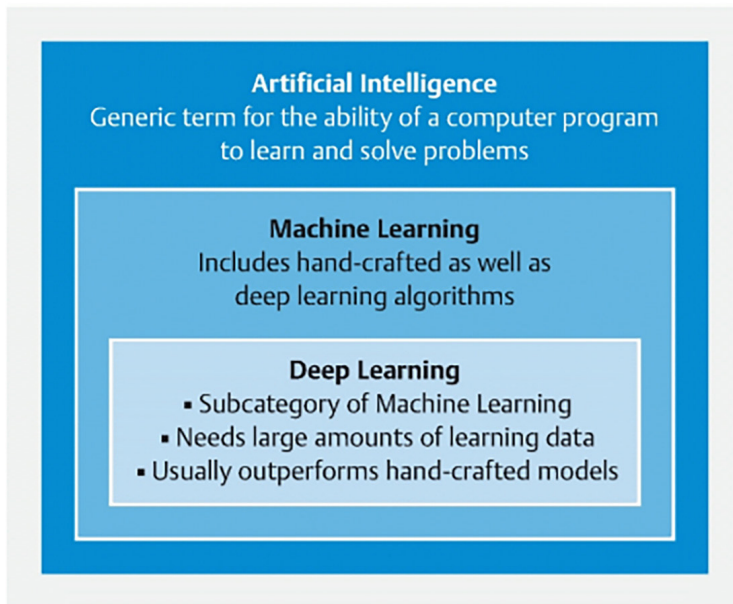 Artificial Intelligence
Generic term for the ability of a computer program
to learn and solve problems
Machine Learning
Includes hand-crafted as well as
deep learning algorithms
Deep Learning
▪ Subcategory of Machine Learning
▪ Needs large amounts of learning data
▪ Usually outperforms hand-crafted models